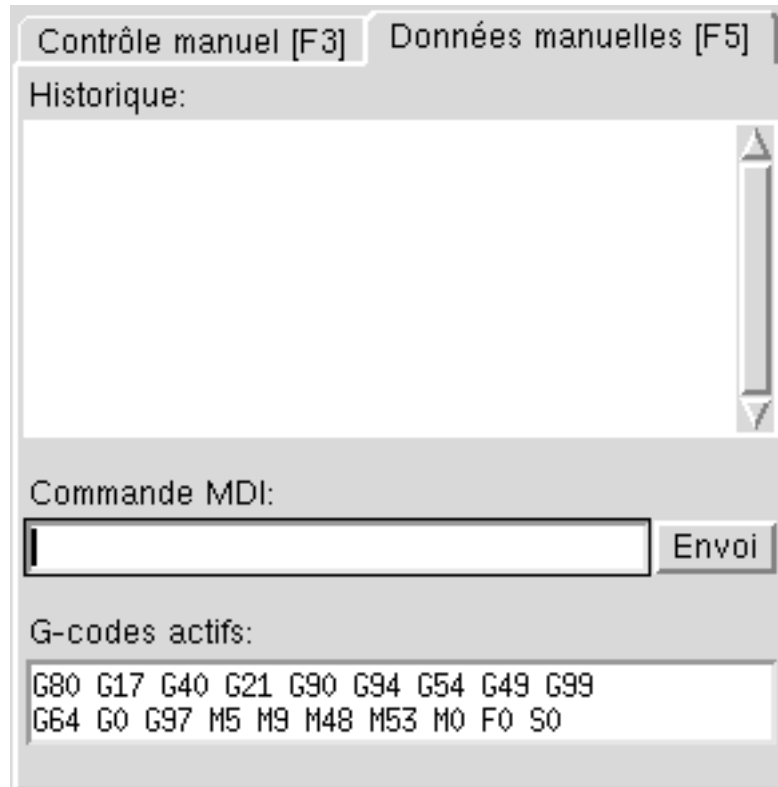 Contrôle manuel [F3] Données manuelles [F5]
Historique:
Commande MDI:
Envoi
G-codes actifs:
G80 G17 G40 G21 G90 G94 G54 G49 G99
G64 G0 G97 M5 M9 M48 M53 M0 F0 S0